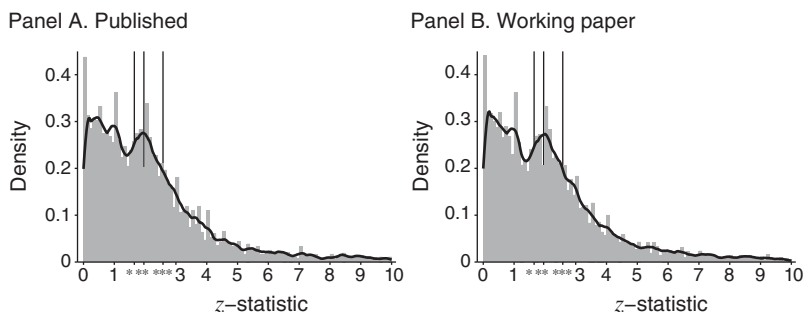 Panel A. Published
0.4
0.3
0.2
0.1
0
Density
0 1 * ** *** 3 4 5 6 7 8 9 10
z–statistic
Panel B. Working paper
0.4
0.3
0.2
0.1
0
Density
0 1 * ** *** 3 4 5 6 7 8 9 10
z–statistic